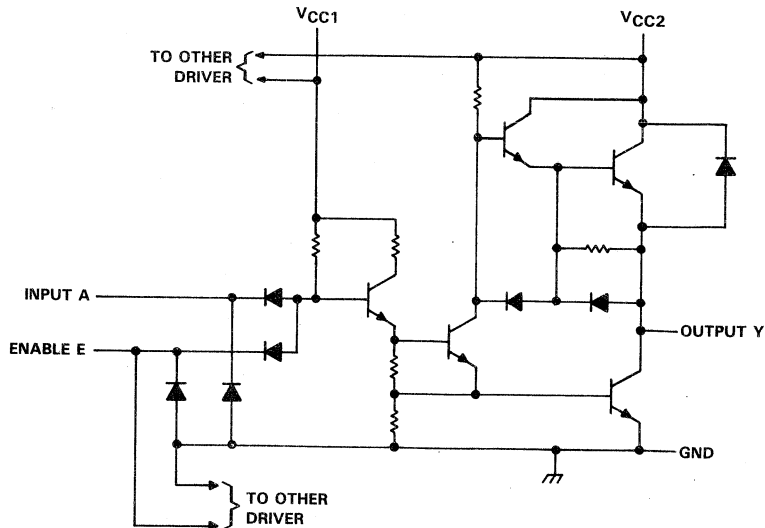 VCC1
VCC2
TO OTHER
DRIVER
INPUT A
ENABLE E
OUTPUT Y
GND
TO OTHER
DRIVER